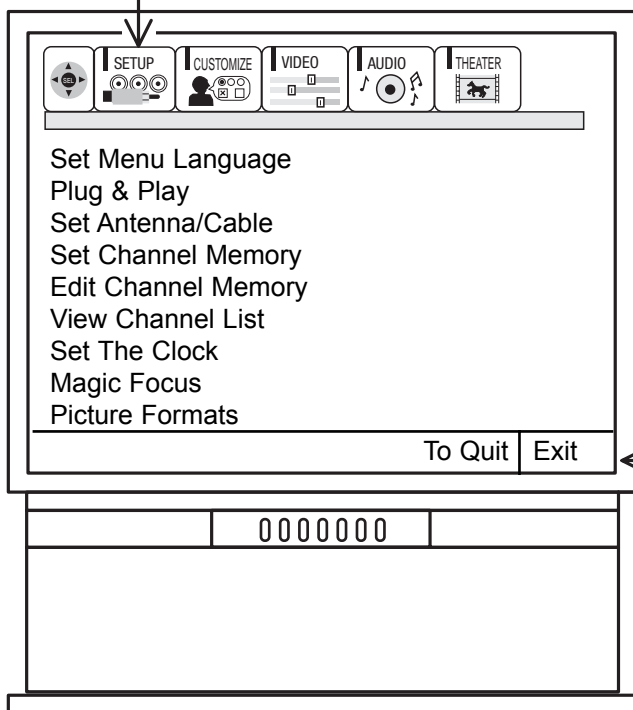 SEL SETUP CUSTOMIZE VIDEO AUDIO THEATER
Set Menu Language
Plug & Play
Set Antenna/Cable
Set Channel Memory
Edit Channel Memory
View Channel List
Set The Clock
Magic Focus
Picture Formats
To Quit Exit